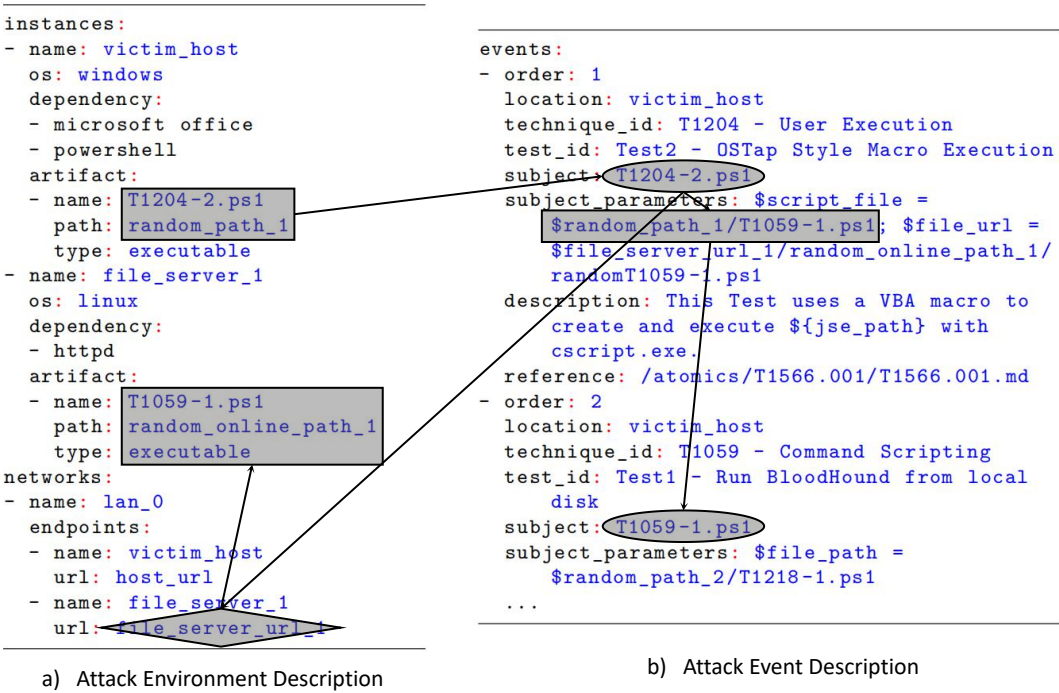 instances:
- name: victim_host
os: windows
dependency:
- microsoft office
- powershell
artifact:
- name: T1204-2.ps1
path: random_path_1
type: executable
- name: file_server_1
os: linux
dependency:
- httpd
artifact:
- name: T1059-1.ps1
path: random_online_path_1
type: executable
networks:
- name: lan_0
endpoints:
- name: victim_host
url: host_url
- name: file_server_1
url: file_server_url_1
a) Attack Environment Description
events:
- order: 1
location: victim_host
technique_id: T1204 - User Execution
test_id: Test2 - OSTap Style Macro Execution
subject: T1204-2.ps1
subject_parameters: $script_file =
$random_path_1/T1059-1.ps1; $file_url =
$file_server_url_1/random_online_path_1/
randomT1059-1.ps1
description: This Test uses a VBA macro to
create and execute ${jse_path} with
cscript.exe.
reference: /atomics/T1566.001/T1566.001.md
- order: 2
location: victim_host
technique_id: T1059 - Command Scripting
test_id: Test1 - Run BloodHound from local
disk
subject: T1059-1.ps1
subject_parameters: $file_path =
$random_path_2/T1218-1.ps1
...
b) Attack Event Description